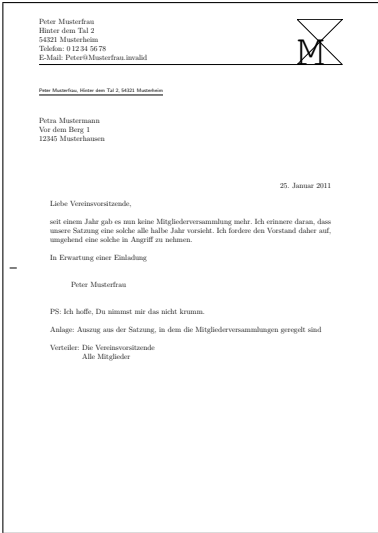 Peter Musterfrau
Hinter dem Tal 2
54321 Musterheim
Telefon: 0 12 34 56 78
E-Mail: Peter@Musterfrau.invalid
M
Peter Musterfrau, Hinter dem Tal 2, 54321 Musterheim
Petra Mustermann
Vor dem Berg 1
12345 Musterhausen
25. Januar 2011
Liebe Vereinsvorsitzende,
seit einem Jahr gab es nun keine Mitgliederversammlung mehr. Ich erinnere daran, dass
unsere Satzung eine solche alle halbe Jahr vorsieht. Ich fordere den Vorstand daher auf,
umgehend eine solche in Angriff zu nehmen.
In Erwartung einer Einladung
Peter Musterfrau
PS: Ich hoffe, Du nimmst mir das nicht krumm.
Anlage: Auszug aus der Satzung, in dem die Mitgliederversammlungen geregelt sind
Verteiler: Die Vereinsvorsitzende
Alle Mitglieder